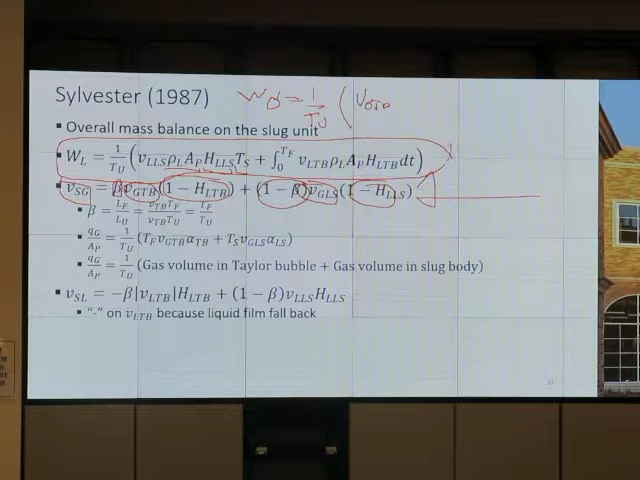 Sylvester (1987)
W_g = 1/T_U (
▪ Overall mass balance on the slug unit
▪ W_L = 1/T_U (v_LLS ρ_L A_P H_LLS T_S + ∫_0^{T_F} v_LTB ρ_L A_P H_LTB dt)
▪ v_SG = β v_GTB (1 − H_LTB) + (1 − β) v_GLS (1 − H_LLS)
▪ β = L_F/L_U = v_TB T_F/v_TB T_U = T_F/T_U
▪ q_G/A_P = 1/T_U (T_F v_GTB α_TB + T_S v_GLS α_LS)
▪ q_G/A_P = 1/T_U (Gas volume in Taylor bubble + Gas volume in slug body)
▪ v_SL = −β|v_LTB|H_LTB + (1 − β)v_LLS H_LLS
▪ "-" on v_LTB because liquid film fall back